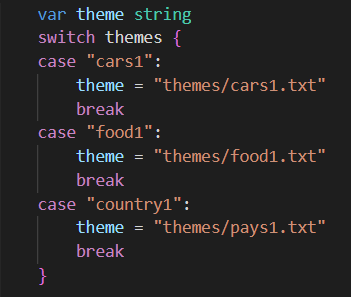 var theme string
switch themes {
case "cars1":
    theme = "themes/cars1.txt"
    break
case "food1":
    theme = "themes/food1.txt"
    break
case "country1":
    theme = "themes/pays1.txt"
    break
}